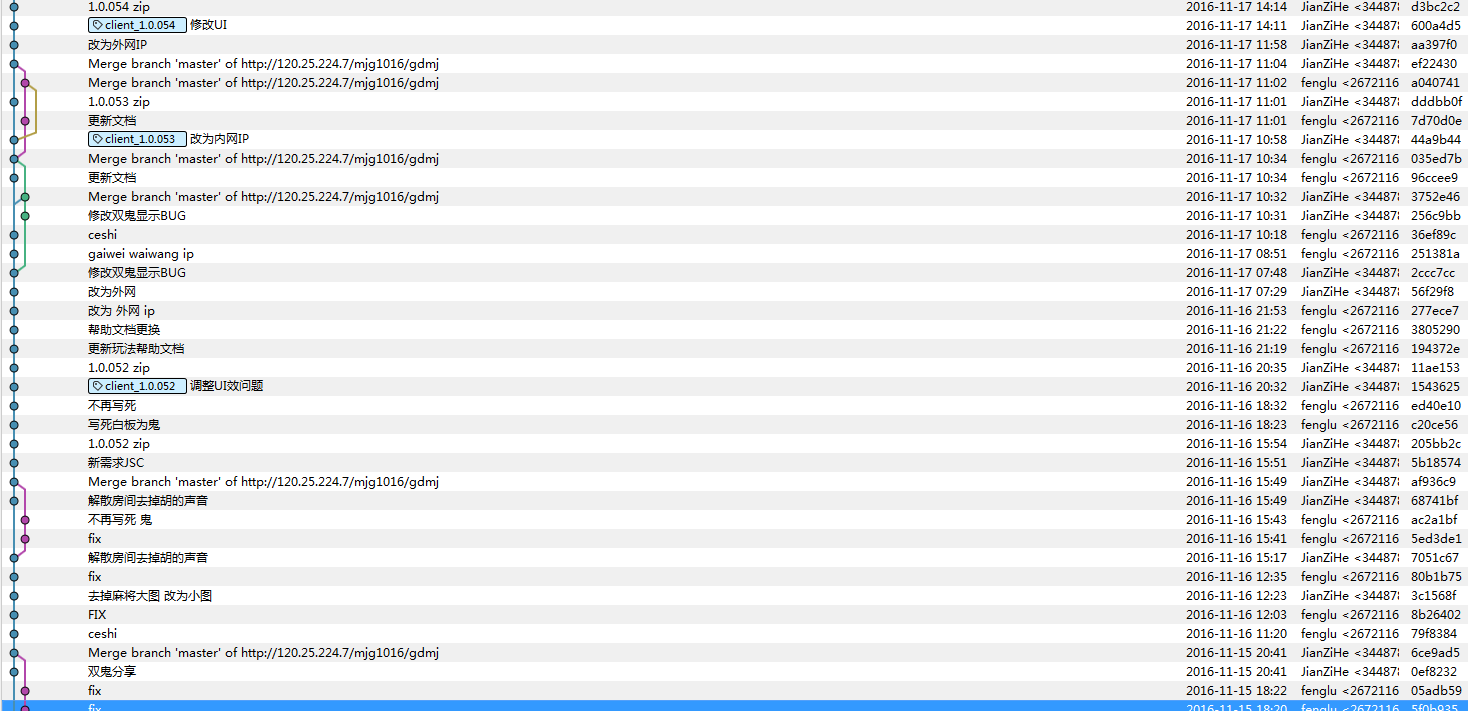 1.0.054 zip 2016-11-17 14:14 JianZiHe <34487 d3bc2c2
client_1.0.054 修改UI 2016-11-17 14:11 JianZiHe <34487 600a4d5
改为外网IP 2016-11-17 11:58 JianZiHe <34487 aa397f0
Merge branch 'master' of http://120.25.224.7/mjg1016/gdmj 2016-11-17 11:04 JianZiHe <34487 ef22430
Merge branch 'master' of http://120.25.224.7/mjg1016/gdmj 2016-11-17 11:02 fenglu <2672116 a040741
1.0.053 zip 2016-11-17 11:01 JianZiHe <34487 dddbb0f
更新文档 2016-11-17 11:01 fenglu <2672116 7d70d0e
client_1.0.053 改为内网IP 2016-11-17 10:58 JianZiHe <34487 44a9b44
Merge branch 'master' of http://120.25.224.7/mjg1016/gdmj 2016-11-17 10:34 fenglu <2672116 035ed7b
更新文档 2016-11-17 10:34 fenglu <2672116 96ccee9
Merge branch 'master' of http://120.25.224.7/mjg1016/gdmj 2016-11-17 10:32 JianZiHe <34487 3752e46
修改双鬼显示BUG 2016-11-17 10:31 JianZiHe <34487 256c9bb
ceshi 2016-11-17 10:18 fenglu <2672116 36ef89c
gaiwei waiwang ip 2016-11-17 08:51 fenglu <2672116 251381a
修改双鬼显示BUG 2016-11-17 07:48 JianZiHe <34487 2ccc7cc
改为外网 2016-11-17 07:29 JianZiHe <34487 56f29f8
改为 外网 ip 2016-11-16 21:53 fenglu <2672116 277ece7
帮助文档更换 2016-11-16 21:22 fenglu <2672116 3805290
更新玩法帮助文档 2016-11-16 21:19 fenglu <2672116 194372e
1.0.052 zip 2016-11-16 20:35 JianZiHe <34487 11ae153
client_1.0.052 调整UI效问题 2016-11-16 20:32 JianZiHe <34487 1543625
不再写死 2016-11-16 18:32 fenglu <2672116 ed40e10
写死白板为鬼 2016-11-16 18:23 fenglu <2672116 c20ce56
1.0.052 zip 2016-11-16 15:54 JianZiHe <34487 205bb2c
新需求JSC 2016-11-16 15:51 JianZiHe <34487 5b18574
Merge branch 'master' of http://120.25.224.7/mjg1016/gdmj 2016-11-16 15:49 JianZiHe <34487 af936c9
解散房间去掉胡的声音 2016-11-16 15:49 JianZiHe <34487 68741bf
不再写死 鬼 2016-11-16 15:43 fenglu <2672116 ac2a1bf
fix 2016-11-16 15:41 fenglu <2672116 5ed3de1
解散房间去掉胡的声音 2016-11-16 15:17 JianZiHe <34487 7051c67
fix 2016-11-16 12:35 fenglu <2672116 80b1b75
去掉麻将大图 改为小图 2016-11-16 12:23 JianZiHe <34487 3c1568f
FIX 2016-11-16 12:03 fenglu <2672116 8b26402
ceshi 2016-11-16 11:20 fenglu <2672116 79f8384
Merge branch 'master' of http://120.25.224.7/mjg1016/gdmj 2016-11-15 20:41 JianZiHe <34487 6ce9ad5
双鬼分享 2016-11-15 20:41 JianZiHe <34487 0ef8232
fix 2016-11-15 18:22 fenglu <2672116 05adb59
fix 2016-11-15 18:20 fenglu <2672116 5f0b935